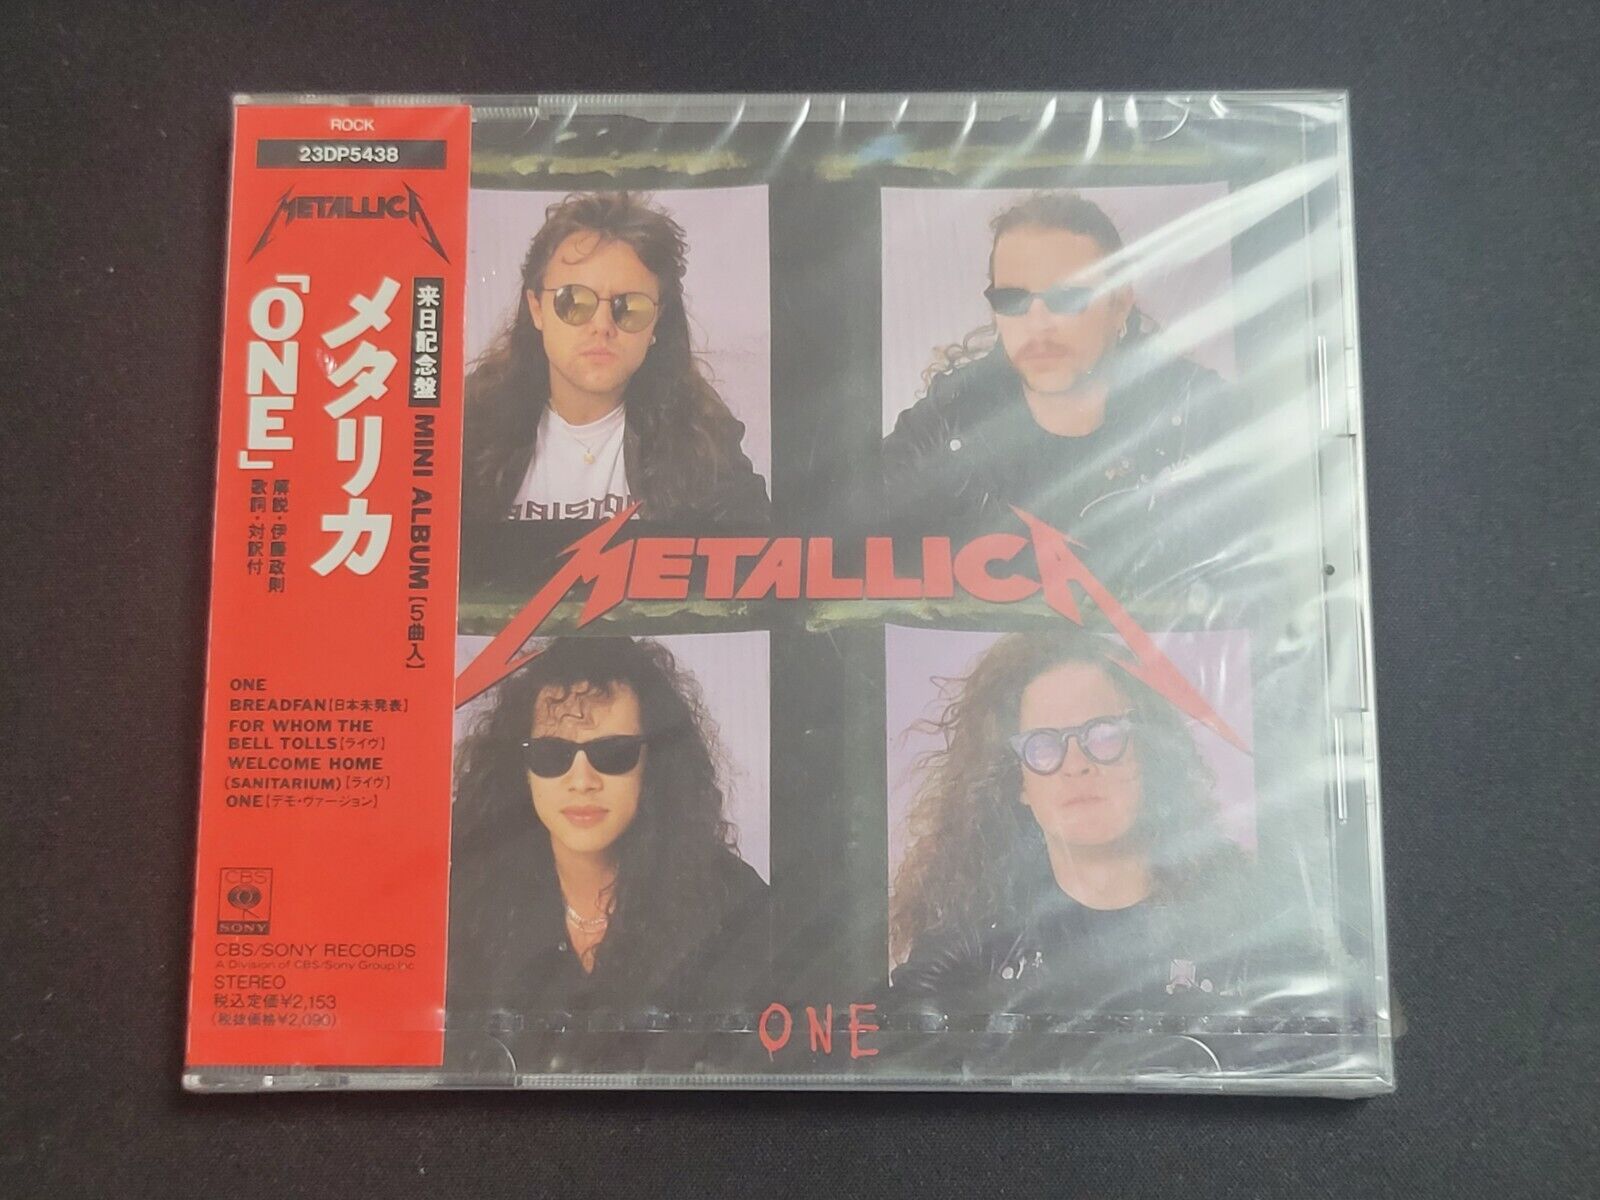 ROCK
23DP5438
METALLICA
来日記念盤 MINI ALBUM [5曲入]
メタリカ
「ONE」
解説・伊藤政則
歌詞・対訳付
ONE
BREADFAN [日本未発表]
FOR WHOM THE
BELL TOLLS [ライヴ]
WELCOME HOME
(SANITARIUM) [ライヴ]
ONE [デモ・ヴァージョン]
CBS
SONY
CBS/SONY RECORDS
A Division of CBS/Sony Group Inc.
STEREO
税込定価¥2,153
(税抜価格¥2,090)
METALLICA
ONE